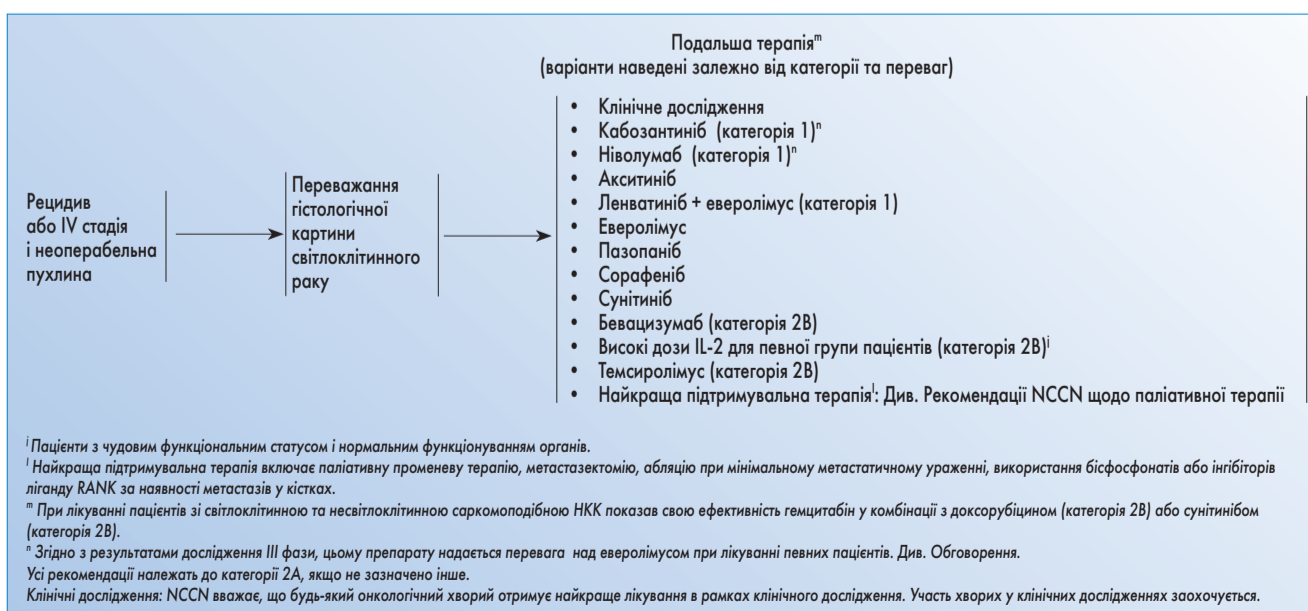 Подальша терапіяᵐ
(варіанти наведені залежно від категорії та переваг)
Рецидив
або IV стадія
і неоперабельна
пухлина
Переважання
гістологічної
картини
світлоклітинного
раку
• Клінічне дослідження
• Кабозантиніб (категорія 1)ⁿ
• Ніволумаб (категорія 1)ⁿ
• Акситиніб
• Ленватиніб + еверолімус (категорія 1)
• Еверолімус
• Пазопаніб
• Сорафеніб
• Сунітиніб
• Бевацизумаб (категорія 2В)
• Високі дози IL-2 для певної групи пацієнтів (категорія 2В)ʲ
• Темсиролімус (категорія 2В)
• Найкраща підтримувальна терапіяˡ: Див. Рекомендації NCCN щодо паліативної терапії
ʲ Пацієнти з чудовим функціональним статусом і нормальним функціонуванням органів.
ˡ Найкраща підтримувальна терапія включає паліативну променеву терапію, метастазектомію, абляцію при мінімальному метастатичному ураженні, використання бісфосфонатів або інгібіторів
ліганду RANK за наявності метастазів у кістках.
ᵐ При лікуванні пацієнтів зі світлоклітинною та несвітлоклітинною саркомоподібною НКК показав свою ефективність гемцитабін у комбінації з доксорубіцином (категорія 2В) або сунітинібом
(категорія 2В).
ⁿ Згідно з результатами дослідження III фази, цьому препарату надається перевага над еверолімусом при лікуванні певних пацієнтів. Див. Обговорення.
Усі рекомендації належать до категорії 2А, якщо не зазначено інше.
Клінічні дослідження: NCCN вважає, що будь-який онкологічний хворий отримує найкраще лікування в рамках клінічного дослідження. Участь хворих у клінічних дослідженнях заохочується.